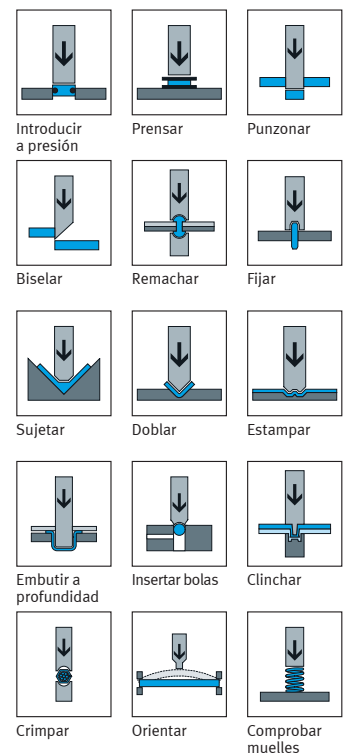 Introducir
a presión
Prensar
Punzonar
Biselar
Remachar
Fijar
Sujetar
Doblar
Estampar
Embutir a
profundidad
Insertar bolas
Clinchar
Crimpar
Orientar
Comprobar
muelles